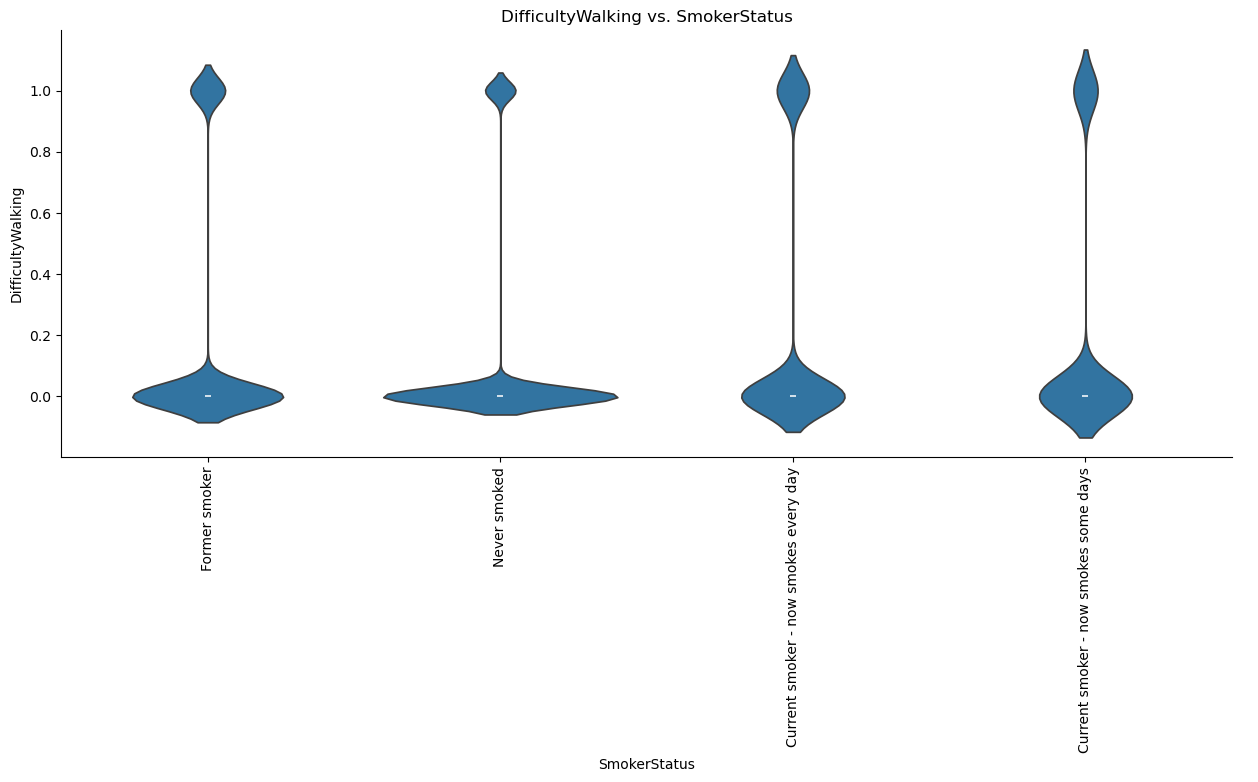 DifficultyWalking vs. SmokerStatus
DifficultyWalking
1.0
0.8
0.6
0.4
0.2
0.0
Former smoker
Never smoked
Current smoker - now smokes every day
Current smoker - now smokes some days
SmokerStatus